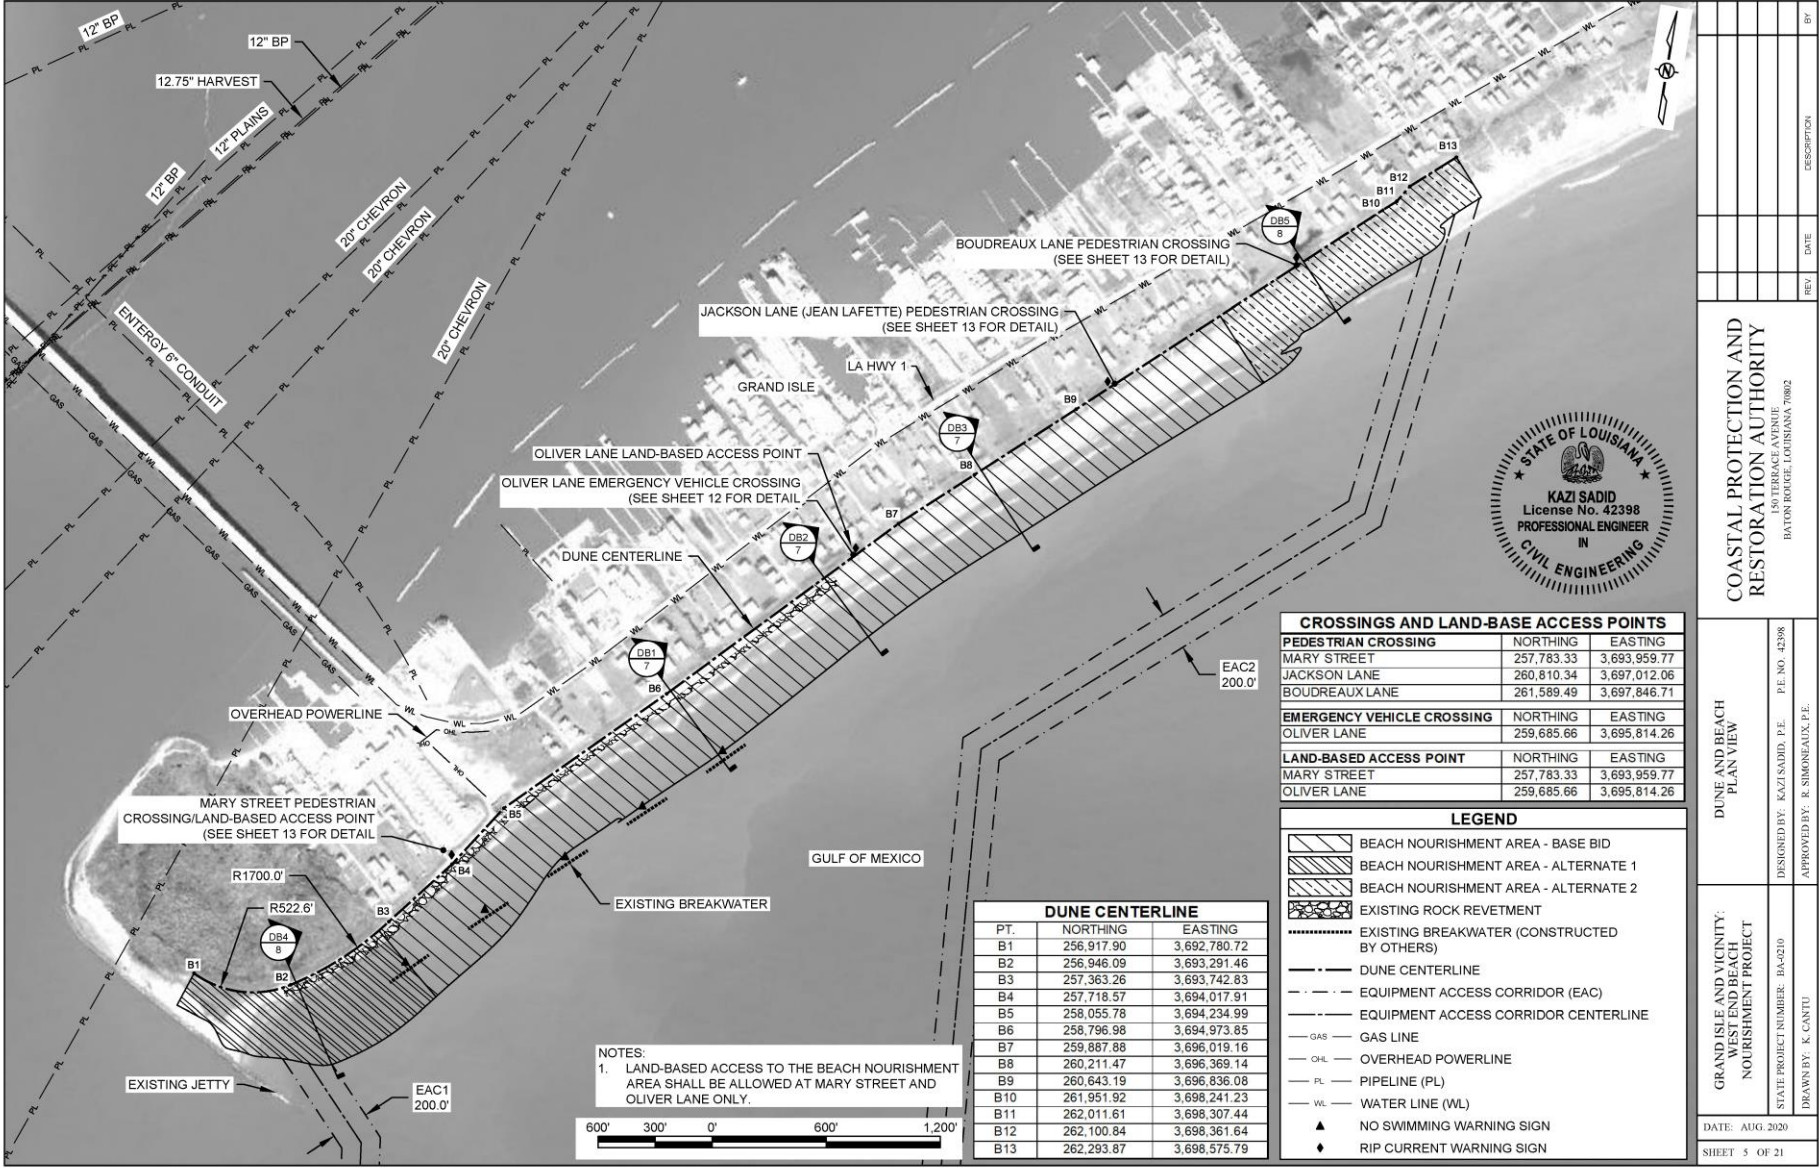 12" BP
12" BP
12.75" HARVEST
12" PLAINS
12" BP
20" CHEVRON
20" CHEVRON
20" CHEVRON
ENTERGY 6" CONDUIT
N
B13
B12
B11
B10
DB5
8
BOUDREAUX LANE PEDESTRIAN CROSSING
(SEE SHEET 13 FOR DETAIL)
JACKSON LANE (JEAN LAFETTE) PEDESTRIAN CROSSING
(SEE SHEET 13 FOR DETAIL)
LA HWY 1
GRAND ISLE
B9
DB3
7
B8
OLIVER LANE LAND-BASED ACCESS POINT
OLIVER LANE EMERGENCY VEHICLE CROSSING
(SEE SHEET 12 FOR DETAIL
B7
DB2
7
DUNE CENTERLINE
DB1
7
B6
OVERHEAD POWERLINE
MARY STREET PEDESTRIAN
CROSSING/LAND-BASED ACCESS POINT
(SEE SHEET 13 FOR DETAIL
B5
B4
R1700.0'
B3
R522.6'
DB4
8
B1
B2
GULF OF MEXICO
EXISTING BREAKWATER
EXISTING JETTY
EAC1
200.0'
EAC2
200.0'
NOTES:
1. LAND-BASED ACCESS TO THE BEACH NOURISHMENT
AREA SHALL BE ALLOWED AT MARY STREET AND
OLIVER LANE ONLY.
600' 300' 0' 600' 1,200'
STATE OF LOUISIANA
KAZI SADID
License No. 42398
PROFESSIONAL ENGINEER
IN
CIVIL ENGINEERING
CROSSINGS AND LAND-BASE ACCESS POINTS
PEDESTRIAN CROSSING NORTHING EASTING
MARY STREET 257,783.33 3,693,959.77
JACKSON LANE 260,810.34 3,697,012.06
BOUDREAUX LANE 261,589.49 3,697,846.71
EMERGENCY VEHICLE CROSSING NORTHING EASTING
OLIVER LANE 259,685.66 3,695,814.26
LAND-BASED ACCESS POINT NORTHING EASTING
MARY STREET 257,783.33 3,693,959.77
OLIVER LANE 259,685.66 3,695,814.26
DUNE CENTERLINE
PT. NORTHING EASTING
B1 256,917.90 3,692,780.72
B2 256,946.09 3,693,291.46
B3 257,363.26 3,693,742.83
B4 257,718.57 3,694,017.91
B5 258,055.78 3,694,234.99
B6 258,796.98 3,694,973.85
B7 259,887.88 3,696,019.16
B8 260,211.47 3,696,369.14
B9 260,643.19 3,696,836.08
B10 261,951.92 3,698,241.23
B11 262,011.61 3,698,307.44
B12 262,100.84 3,698,361.64
B13 262,293.87 3,698,575.79
LEGEND
BEACH NOURISHMENT AREA - BASE BID
BEACH NOURISHMENT AREA - ALTERNATE 1
BEACH NOURISHMENT AREA - ALTERNATE 2
EXISTING ROCK REVETMENT
EXISTING BREAKWATER (CONSTRUCTED
BY OTHERS)
DUNE CENTERLINE
EQUIPMENT ACCESS CORRIDOR (EAC)
EQUIPMENT ACCESS CORRIDOR CENTERLINE
GAS GAS LINE
OHL OVERHEAD POWERLINE
PL PIPELINE (PL)
WL WATER LINE (WL)
NO SWIMMING WARNING SIGN
RIP CURRENT WARNING SIGN
REV. DATE DESCRIPTION BY
COASTAL PROTECTION AND
RESTORATION AUTHORITY
150 TERRACE AVENUE
BATON ROUGE, LOUISIANA 70802
DUNE AND BEACH
PLAN VIEW
DESIGNED BY: KAZI SADID, P.E. P.E. NO. 42398
APPROVED BY: R. SIMONEAUX, P.E.
GRAND ISLE AND VICINITY:
WEST END BEACH
NOURISHMENT PROJECT
STATE PROJECT NUMBER: BA-0210
DRAWN BY: K. CANTU
DATE: AUG. 2020
SHEET 5 OF 21